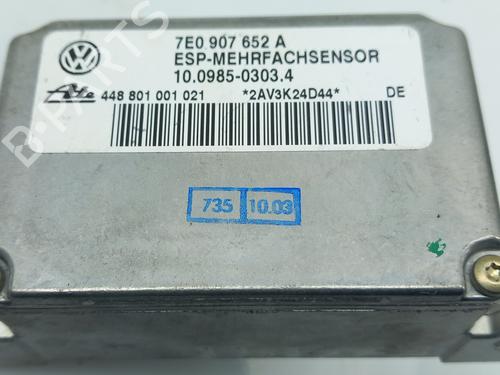 7E0 907 652 A
ESP-MEHRFACHSENSOR
10.0985-0303.4
Ate 448 801 001 021 *2AV3K24D44* DE
735 10.03
B-PARTS